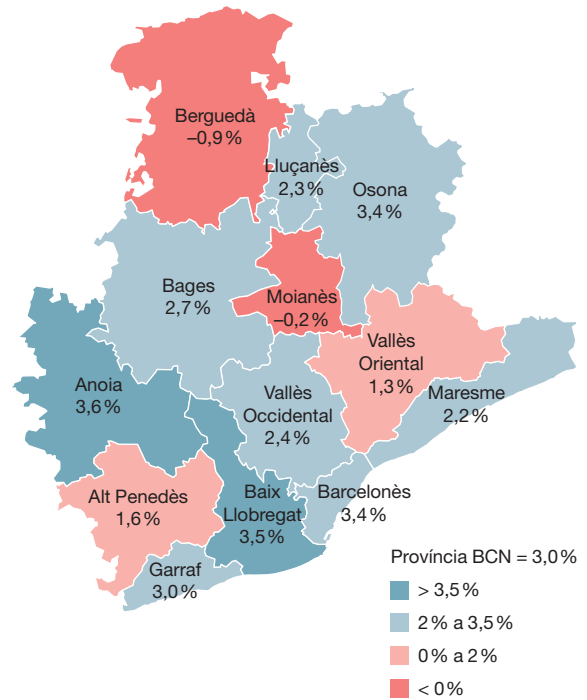 Berguedà
–0,9 %
Lluçanès
2,3 %
Osona
3,4 %
Bages
2,7 %
Moianès
–0,2 %
Vallès
Oriental
1,3 %
Maresme
2,2 %
Anoia
3,6 %
Vallès
Occidental
2,4 %
Alt Penedès
1,6 %
Baix
Llobregat
3,5 %
Barcelonès
3,4 %
Garraf
3,0 %
Província BCN = 3,0 %
> 3,5 %
2 % a 3,5 %
0 % a 2 %
< 0 %